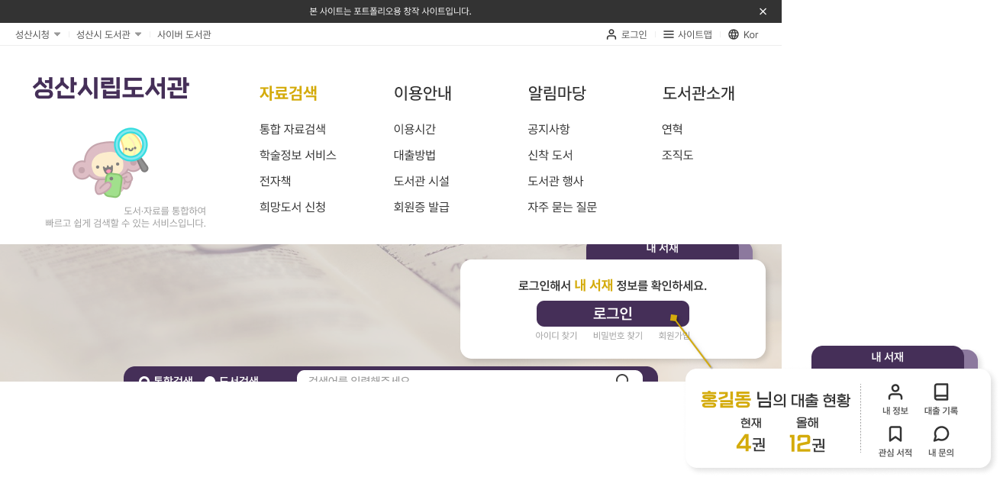 본 사이트는 포트폴리오용 창작 사이트입니다.
성산시청
성산시 도서관
사이버 도서관
로그인
사이트맵
Kor
성산시립도서관
도서·자료를 통합하여
빠르고 쉽게 검색할 수 있는 서비스입니다.
자료검색
통합 자료검색
학술정보 서비스
전자책
희망도서 신청
이용안내
이용시간
대출방법
도서관 시설
회원증 발급
알림마당
공지사항
신착 도서
도서관 행사
자주 묻는 질문
도서관소개
연혁
조직도
내 서재
로그인해서 내 서재 정보를 확인하세요.
로그인
아이디 찾기
비밀번호 찾기
회원가입
통합검색
도서검색
검색어를 입력해주세요
내 서재
홍길동 님의 대출 현황
현재
4권
올해
12권
내 정보
대출 기록
관심 서적
내 문의